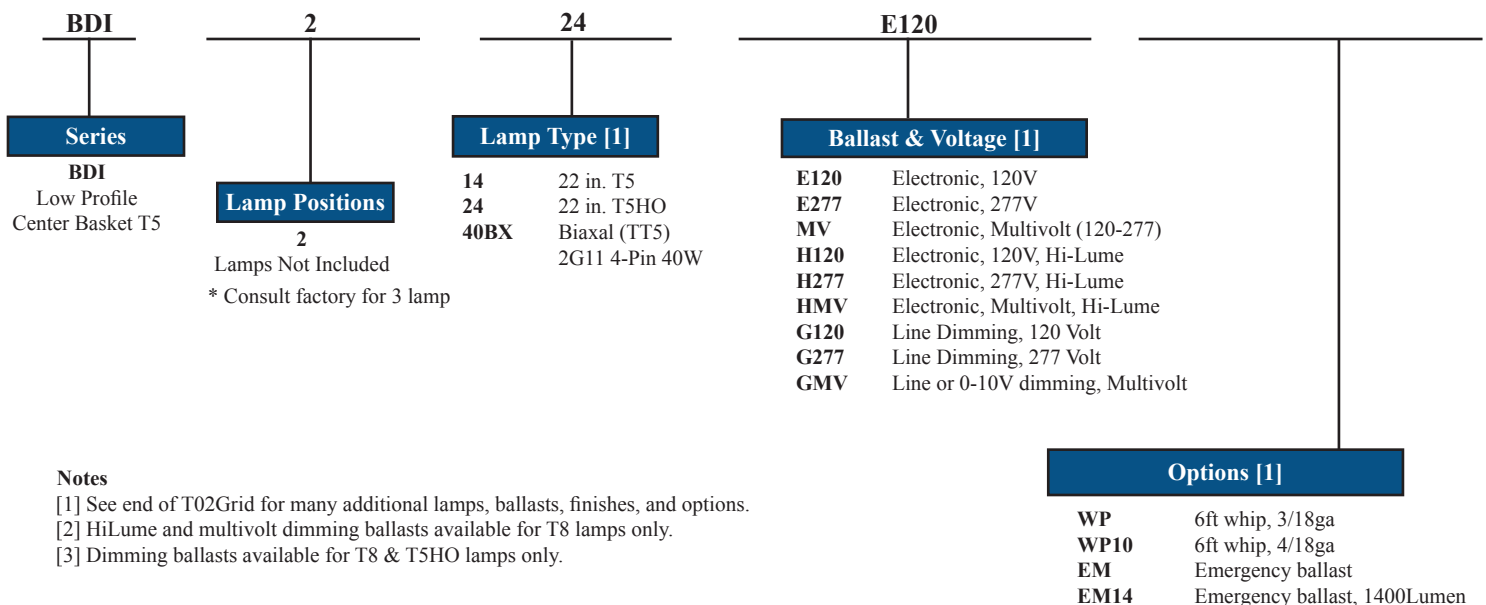 BDI 2 24 E120
Series
BDI
Low Profile
Center Basket T5
Lamp Positions
2
Lamps Not Included
* Consult factory for 3 lamp
Lamp Type [1]
14 22 in. T5
24 22 in. T5HO
40BX Biaxal (TT5)
2G11 4-Pin 40W
Ballast & Voltage [1]
E120 Electronic, 120V
E277 Electronic, 277V
MV Electronic, Multivolt (120-277)
H120 Electronic, 120V, Hi-Lume
H277 Electronic, 277V, Hi-Lume
HMV Electronic, Multivolt, Hi-Lume
G120 Line Dimming, 120 Volt
G277 Line Dimming, 277 Volt
GMV Line or 0-10V dimming, Multivolt
Notes
[1] See end of T02Grid for many additional lamps, ballasts, finishes, and options.
[2] HiLume and multivolt dimming ballasts available for T8 lamps only.
[3] Dimming ballasts available for T8 & T5HO lamps only.
Options [1]
WP 6ft whip, 3/18ga
WP10 6ft whip, 4/18ga
EM Emergency ballast
EM14 Emergency ballast, 1400Lumen